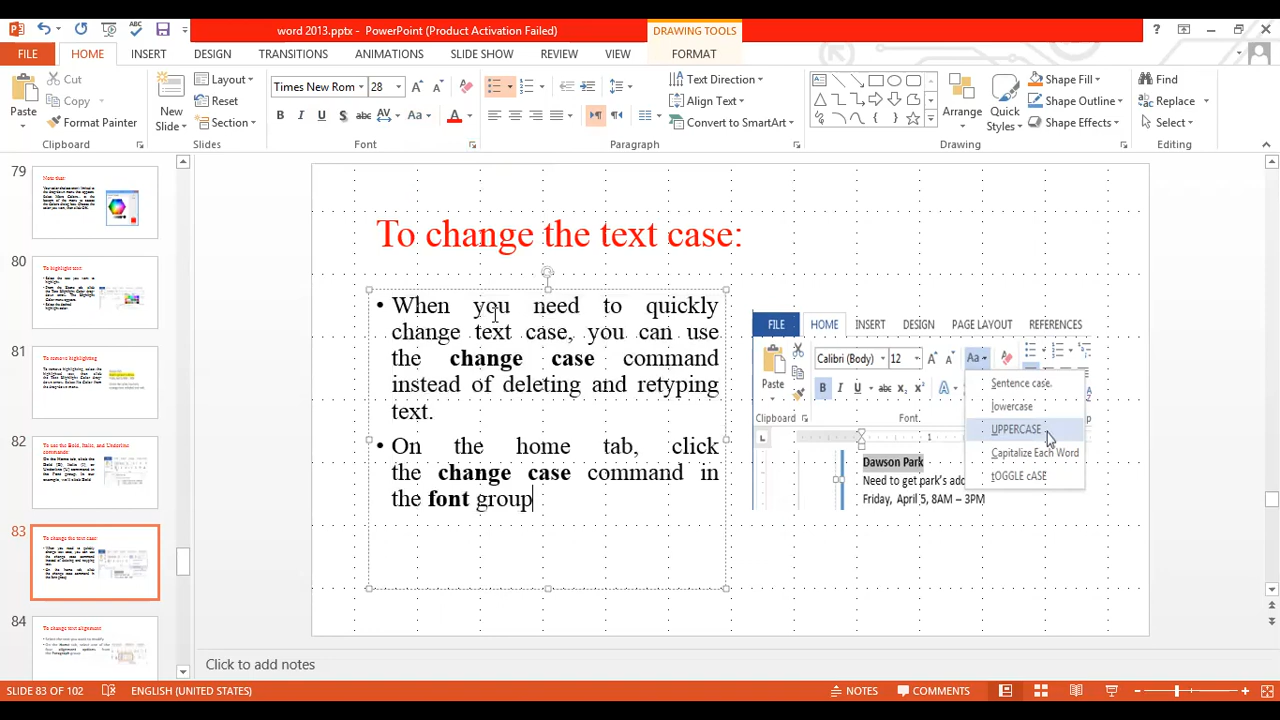 word 2013.pptx - PowerPoint (Product Activation Failed)
DRAWING TOOLS
FILE HOME INSERT DESIGN TRANSITIONS ANIMATIONS SLIDE SHOW REVIEW VIEW FORMAT
Paste
Cut
Copy
Format Painter
Clipboard
New Slide
Layout
Reset
Section
Slides
Times New Rom 28
Font
Text Direction
Align Text
Convert to SmartArt
Paragraph
Arrange
Quick Styles
Shape Fill
Shape Outline
Shape Effects
Drawing
Find
Replace
Select
Editing
79
80
81
82
83
84
To change the text case:
• When you need to quickly
change text case, you can use
the change case command
instead of deleting and retyping
text.
• On the home tab, click
the change case command in
the font group
FILE HOME INSERT DESIGN PAGE LAYOUT REFERENCES
Paste
Clipboard
Calibri (Body) 12
Font
Sentence case.
lowercase
UPPERCASE
Capitalize Each Word
tOGGLE cASE
Dawson Park
Need to get park's
Friday, April 5, 8AM – 3PM
Click to add notes
SLIDE 83 OF 102
ENGLISH (UNITED STATES)
NOTES
COMMENTS